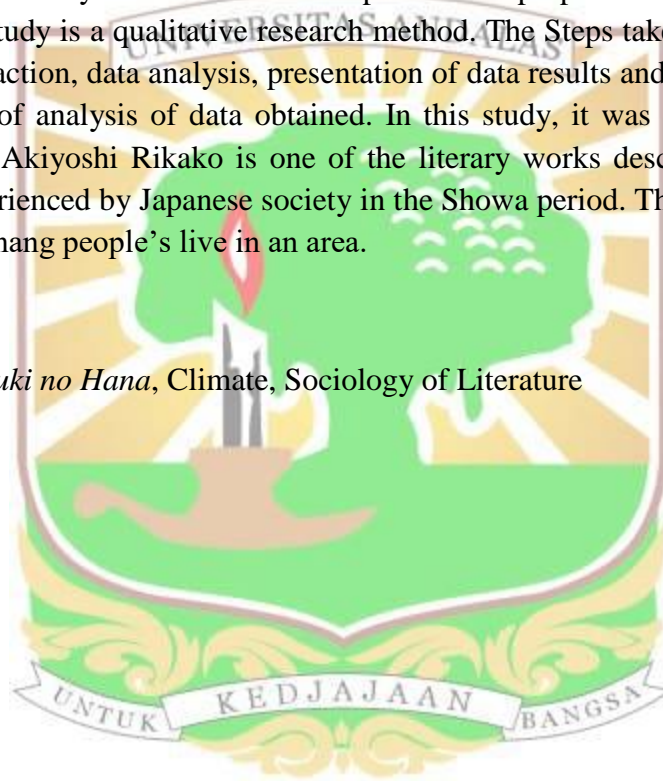 study is a qualitative research method. The Steps take
UNIVERSITAS ANDALAS
action, data analysis, presentation of data results and
of analysis of data obtained. In this study, it was
Akiyoshi Rikako is one of the literary works desc
erienced by Japanese society in the Showa period. Th
hang people's live in an area.
uki no Hana, Climate, Sociology of Literature
UNTUK KEDJAJAAN BANGSA